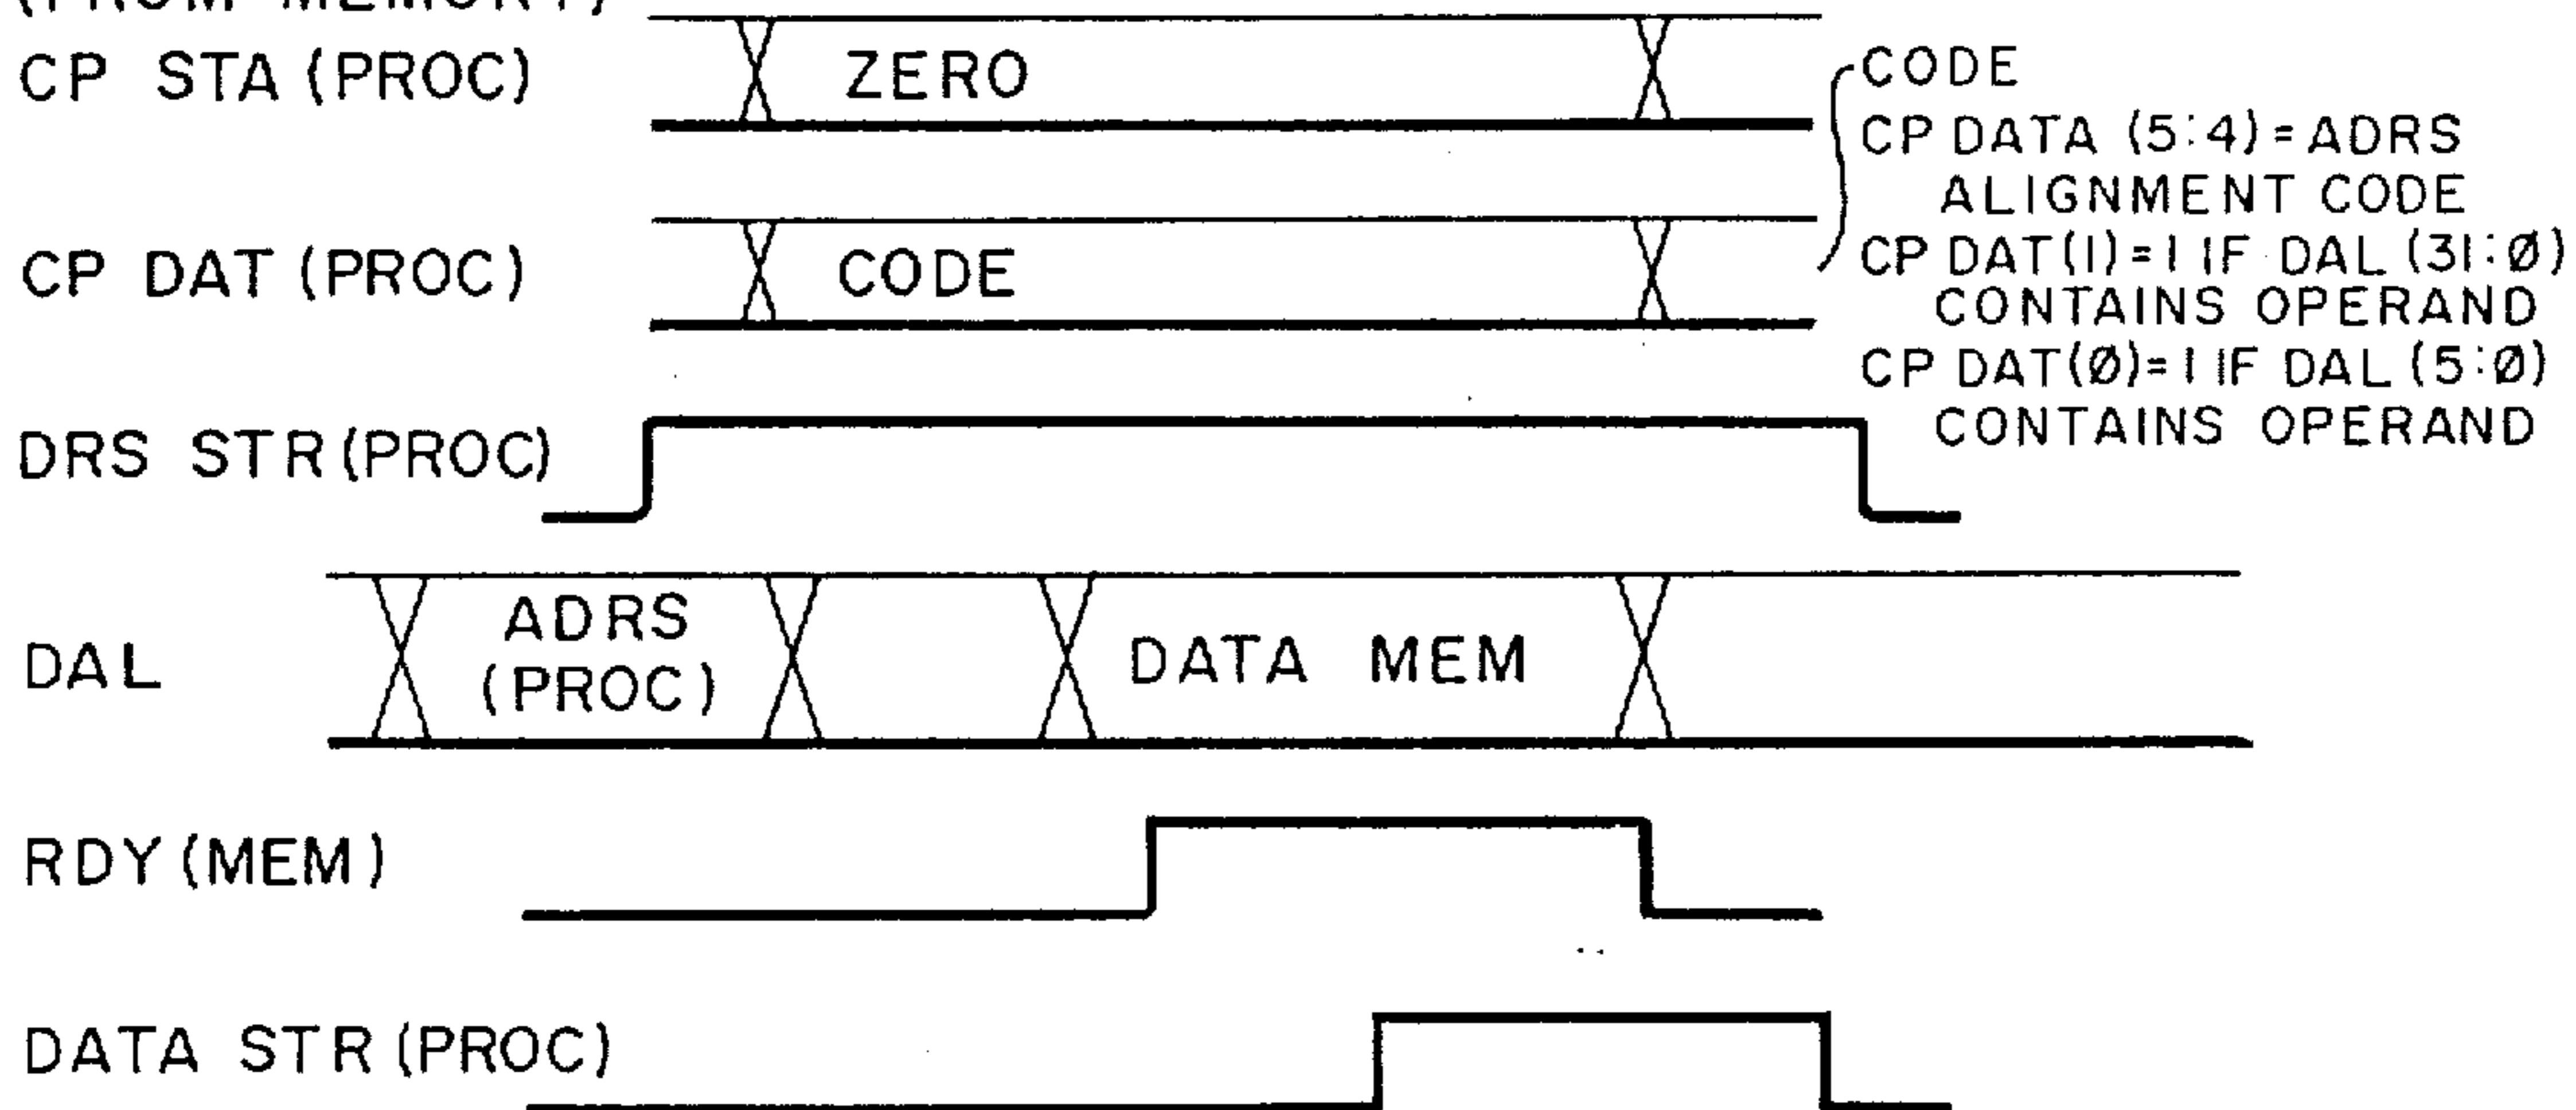 (FROM MEMORY)
CP STA (PROC)
ZERO
CODE
CP DATA (5:4) = ADRS
ALIGNMENT CODE
CP DAT(1) = 1 IF DAL (31:Ø)
CONTAINS OPERAND
CP DAT(Ø)=1 IF DAL (5:Ø)
CONTAINS OPERAND
CP DAT (PROC)
CODE
DRS STR(PROC)
DAL
ADRS
(PROC)
DATA MEM
RDY (MEM)
DATA STR (PROC)